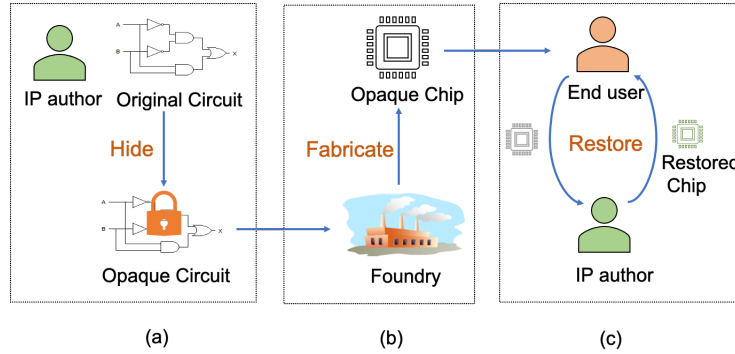 A
B
X
IP author
Original Circuit
Hide
A
B
X
Opaque Circuit
(a)
Opaque Chip
Fabricate
Foundry
(b)
End user
Restore
Restored
Chip
IP author
(c)